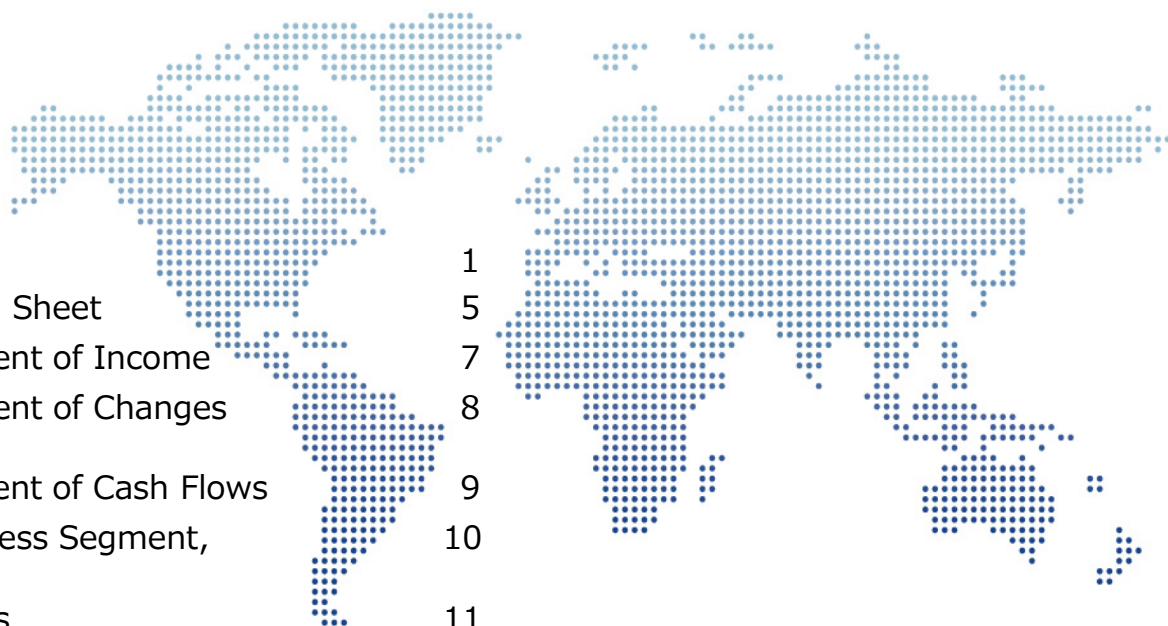 1
Sheet 5
ent of Income 7
ent of Changes 8
ent of Cash Flows 9
ess Segment, 10
s 11